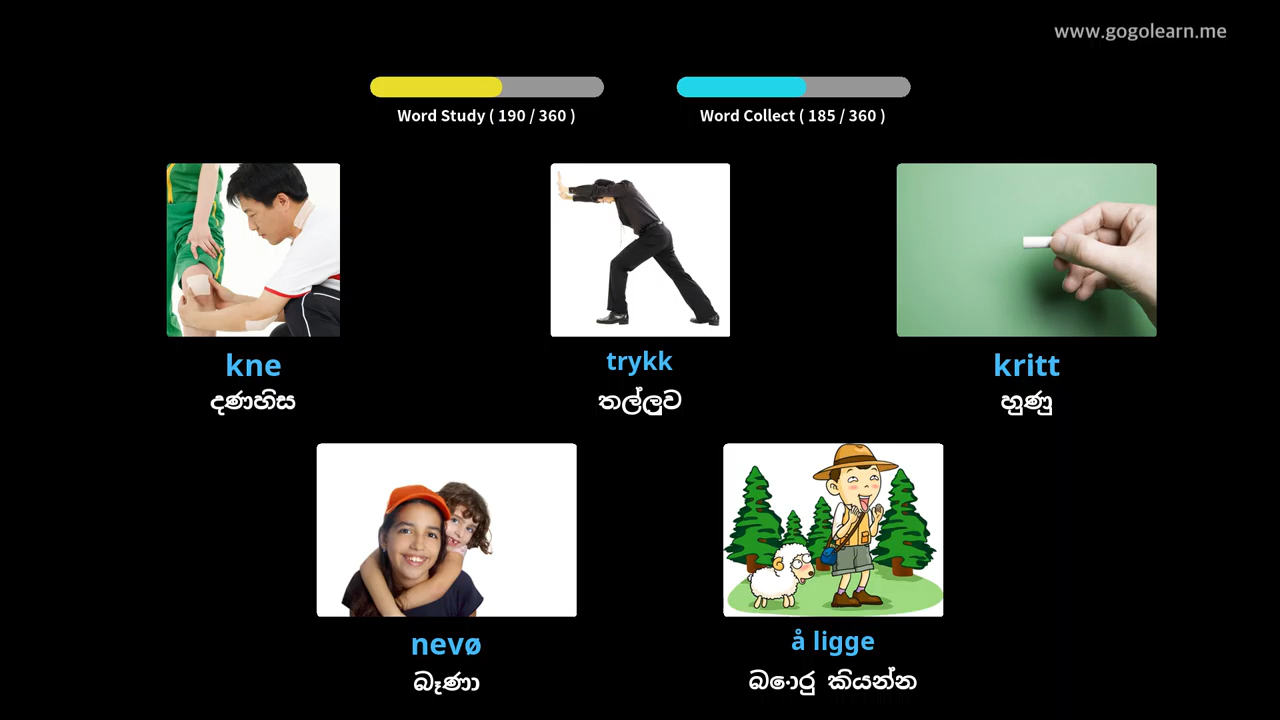 www.gogolearn.me
Word Study ( 190 / 360 )
Word Collect ( 185 / 360 )
kne
දණහිස
trykk
තල්ලුව
kritt
හුණු
nevø
බෑණා
å ligge
බොරු කියන්න